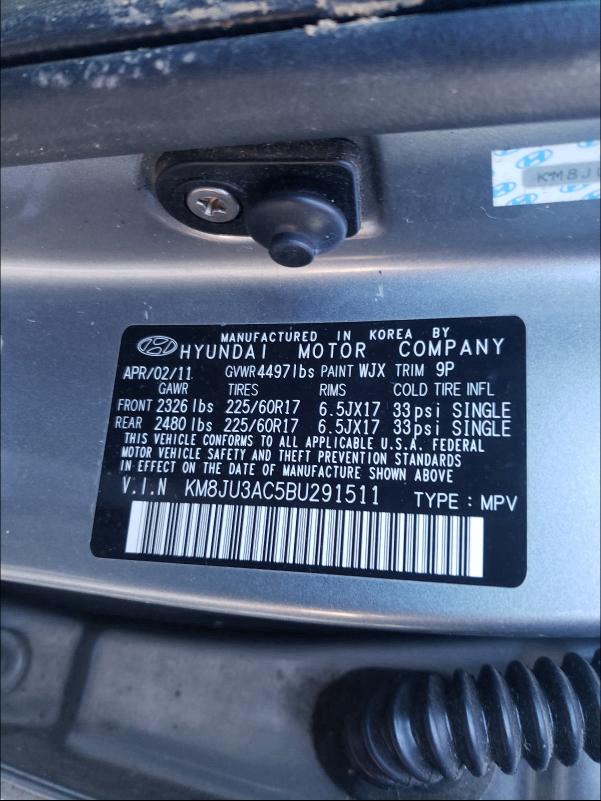 KM8J
MANUFACTURED IN KOREA BY
HYUNDAI MOTOR COMPANY
APR/02/11 GVWR 4497lbs PAINT WJX TRIM 9P
GAWR TIRES RIMS COLD TIRE INFL
FRONT 2326lbs 225/60R17 6.5JX17 33psi SINGLE
REAR 2480lbs 225/60R17 6.5JX17 33psi SINGLE
THIS VEHICLE CONFORMS TO ALL APPLICABLE U.S.A. FEDERAL
MOTOR VEHICLE SAFETY AND THEFT PREVENTION STANDARDS
IN EFFECT ON THE DATE OF MANUFACTURE SHOWN ABOVE
V.I.N KM8JU3AC5BU291511 TYPE : MPV